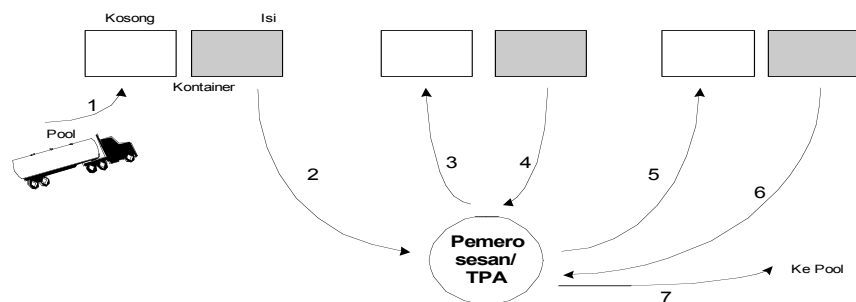 Kosong
Isi
Kontainer
1
Pool
2
3
4
5
6
Pemero
sesan/
TPA
Ke Pool
7